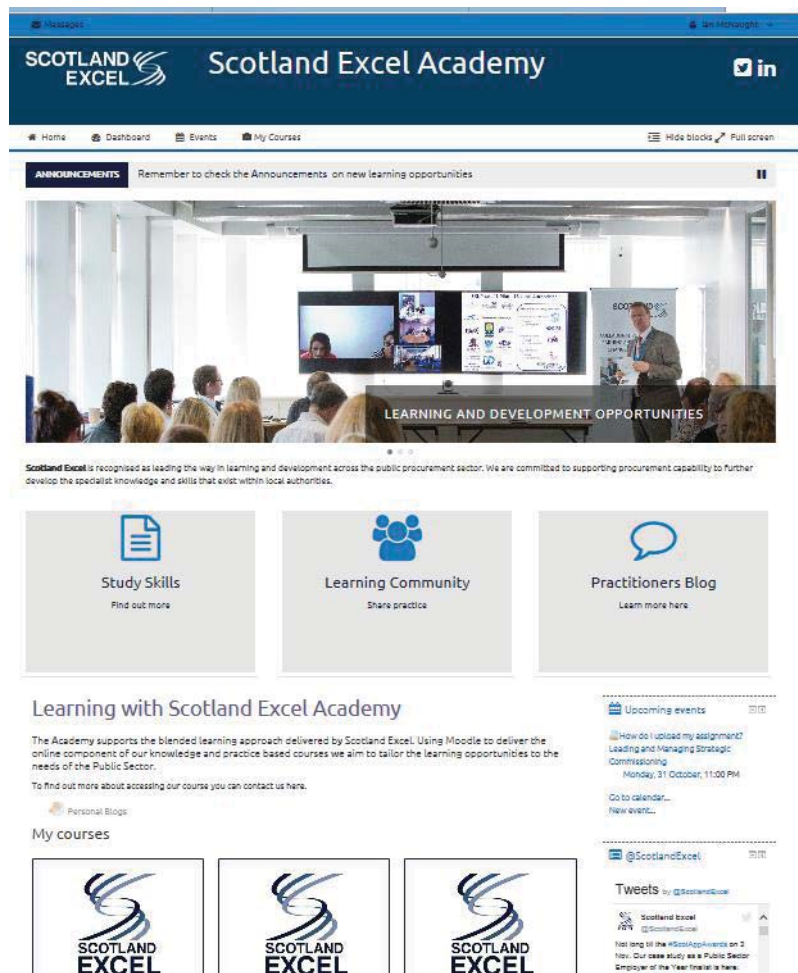 Messages
Ian McNaught
SCOTLAND
EXCEL
Scotland Excel Academy
in
Home Dashboard Events My Courses
Hide blocks Full screen
ANNOUNCEMENTS Remember to check the Announcements on new learning opportunities
LEARNING AND DEVELOPMENT OPPORTUNITIES
Scotland Excel is recognised as leading the way in learning and development across the public procurement sector. We are committed to supporting procurement capability to further
develop the specialist knowledge and skills that exist within local authorities.
Study Skills
Find out more
Learning Community
Share practice
Practitioners Blog
Learn more here
Learning with Scotland Excel Academy
The Academy supports the blended learning approach delivered by Scotland Excel. Using Moodle to deliver the
online component of our knowledge and practice based courses we aim to tailor the learning opportunities to the
needs of the Public Sector.
To find out more about accessing our course you can contact us here.
Personal Blogs
My courses
SCOTLAND
EXCEL
SCOTLAND
EXCEL
SCOTLAND
EXCEL
Upcoming events
How do I upload my assignment?
Leading and Managing Strategic
Commissioning
Monday, 31 October, 11:00 PM
Go to calendar...
New event...
@ScotlandExcel
Tweets by @ScotlandExcel
Scotland Excel
@ScotlandExcel
Not long till the #ScotAppAwards on 3
Nov. Our case study as a Public Sector
Employer of the Year finalist is here